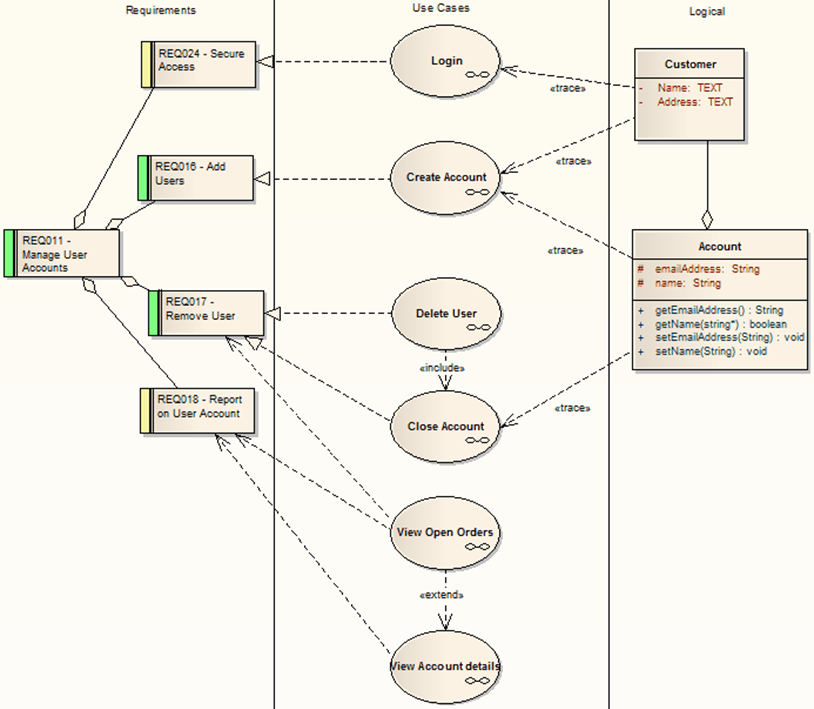 Requirements
Use Cases
Logical
REQ024 - Secure
Access
Login
Customer
- Name: TEXT
- Address: TEXT
«trace»
REQ016 - Add
Users
Create Account
«trace»
REQ011 -
Manage User
Accounts
«trace»
Account
# emailAddress: String
# name: String
+ getEmailAddress() : String
+ getName(string*) : boolean
+ setEmailAddress(String) : void
+ setName(String) : void
REQ017 -
Remove User
Delete User
«include»
REQ018 - Report
on User Account
Close Account
«trace»
View Open Orders
«extend»
View Account details